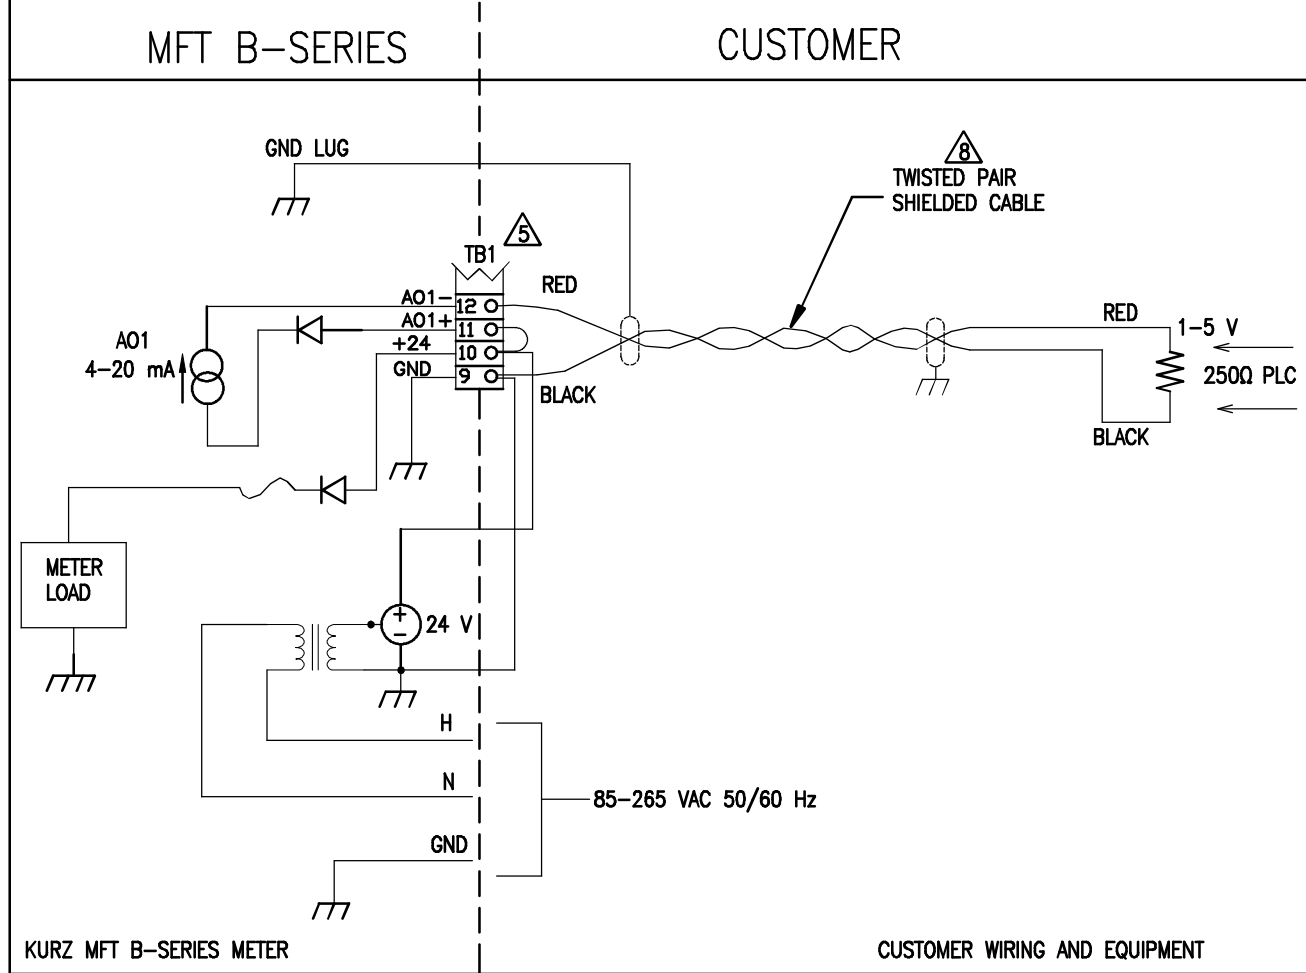 MFT B-SERIES
CUSTOMER
GND LUG
8
TWISTED PAIR
SHIELDED CABLE
5
TB1
RED
AO1-
12
AO1+
11
+24
10
GND
9
AO1
4-20 mA
BLACK
RED
1-5 V
250Ω PLC
BLACK
METER
LOAD
+
-
24 V
H
N
85-265 VAC 50/60 Hz
GND
KURZ MFT B-SERIES METER
CUSTOMER WIRING AND EQUIPMENT